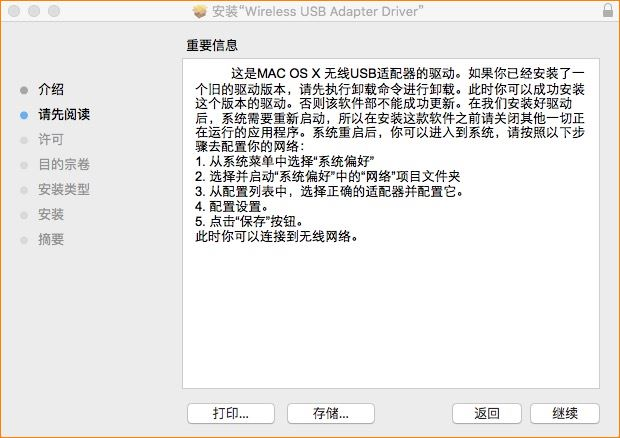 安装“Wireless USB Adapter Driver”
重要信息
介绍
请先阅读
许可
目的宗卷
安装类型
安装
摘要
这是MAC OS X 无线USB适配器的驱动。如果你已经安装了一
个旧的驱动版本，请先执行卸载命令进行卸载。此时你可以成功安装
这个版本的驱动。否则该软件部不能成功更新。在我们安装好驱动
后，系统需要重新启动，所以在安装这款软件之前请关闭其他一切正
在运行的应用程序。系统重启后，你可以进入到系统，请按照以下步
骤去配置你的网络：
1. 从系统菜单中选择“系统偏好”
2. 选择并启动“系统偏好”中的“网络”项目文件夹
3. 从配置列表中，选择正确的适配器并配置它。
4. 配置设置。
5. 点击“保存”按钮。
此时你可以连接到无线网络。
打印...
存储...
返回
继续